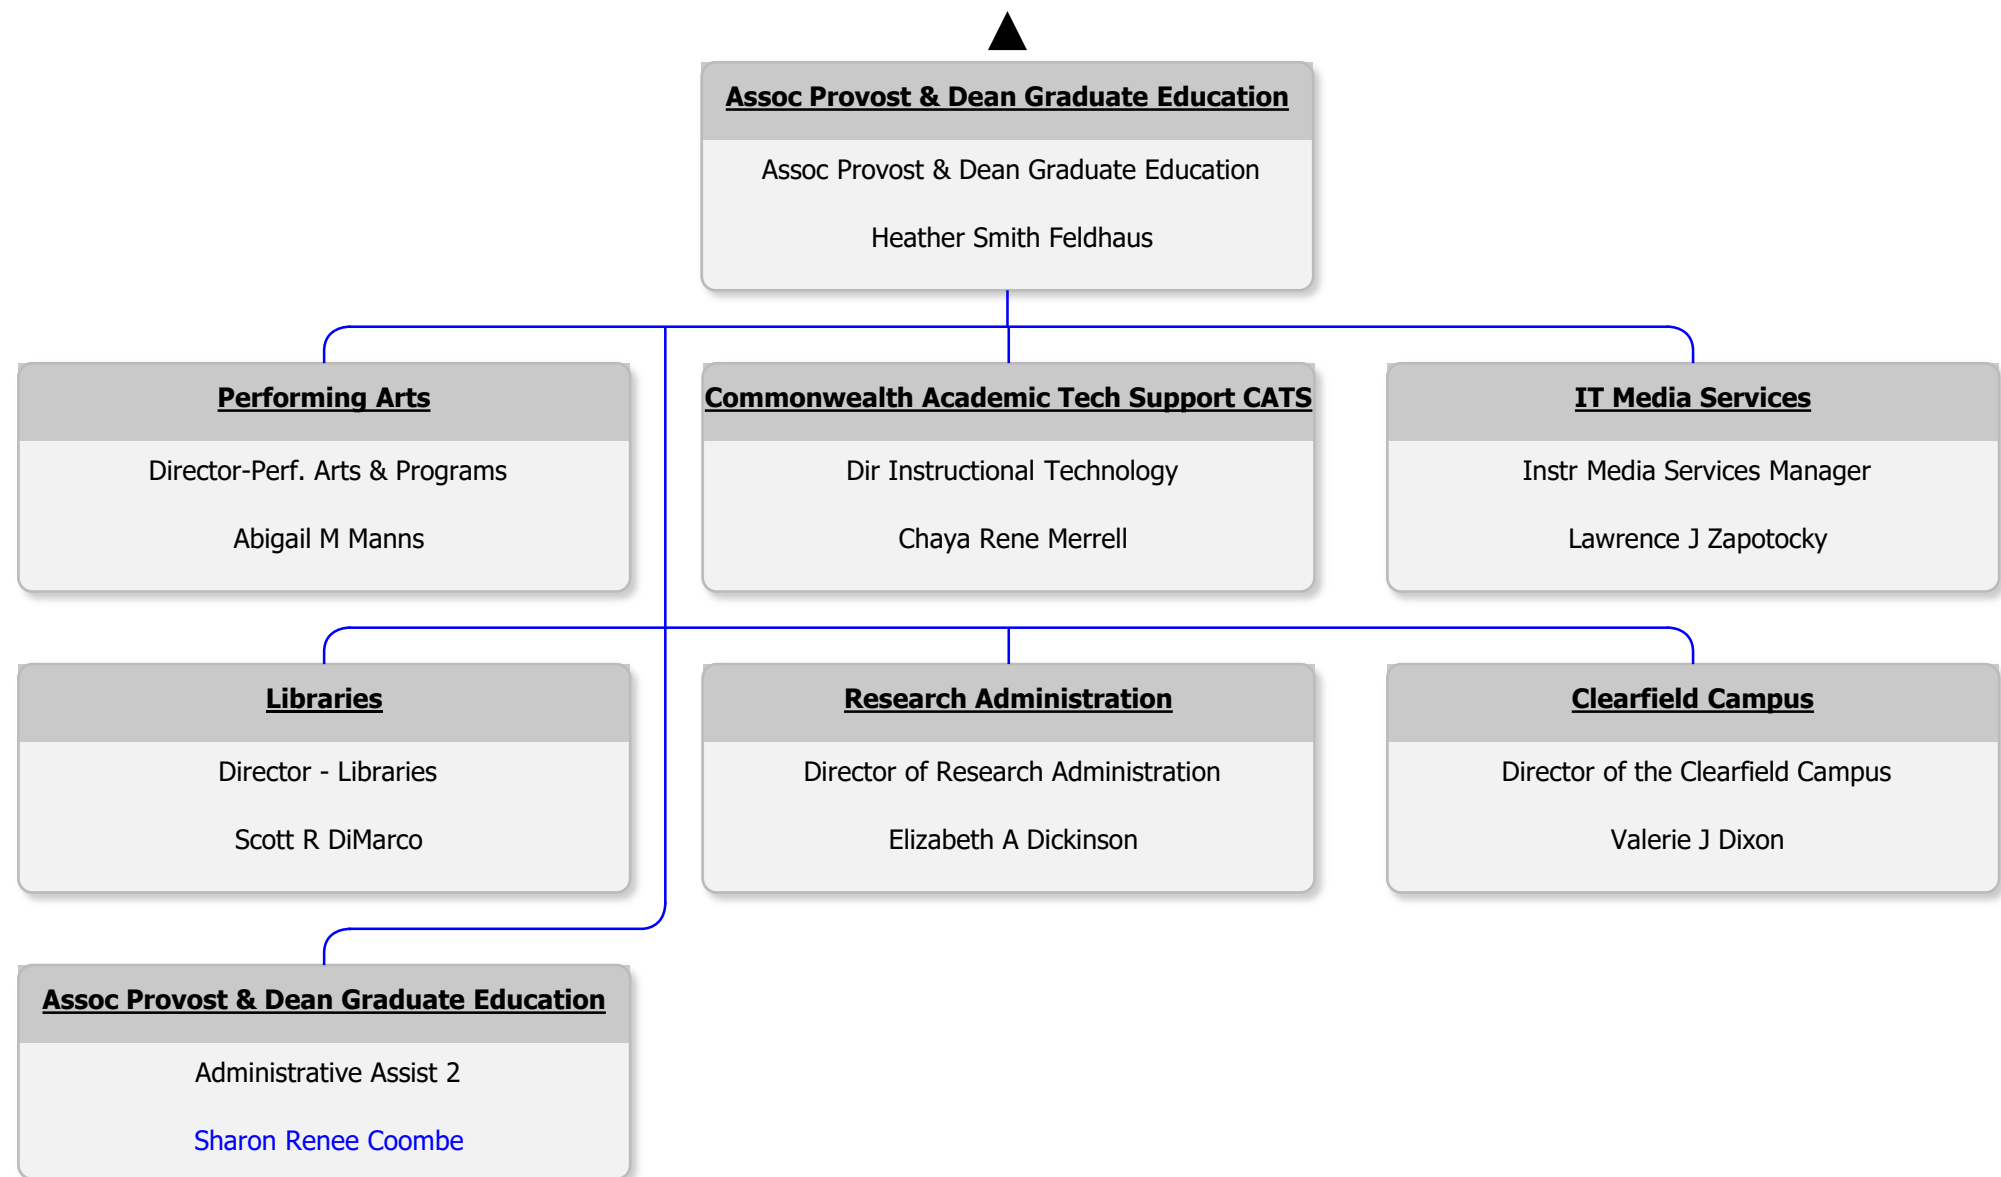 Assoc Provost & Dean Graduate Education
Assoc Provost & Dean Graduate Education
Heather Smith Feldhaus
Performing Arts
Director-Perf. Arts & Programs
Abigail M Manns
Commonwealth Academic Tech Support CATS
Dir Instructional Technology
Chaya Rene Merrell
IT Media Services
Instr Media Services Manager
Lawrence J Zapotocky
Libraries
Director - Libraries
Scott R DiMarco
Research Administration
Director of Research Administration
Elizabeth A Dickinson
Clearfield Campus
Director of the Clearfield Campus
Valerie J Dixon
Assoc Provost & Dean Graduate Education
Administrative Assist 2
Sharon Renee Coombe